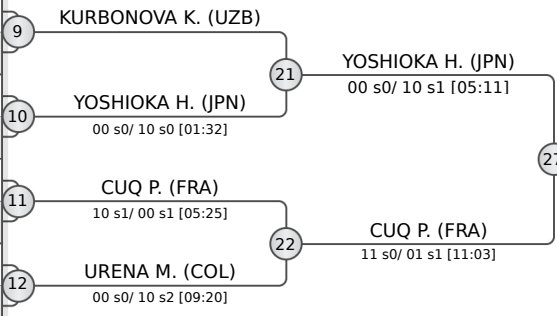 9
KURBONOVA K. (UZB)
21
YOSHIOKA H. (JPN)
00 s0/ 10 s1 [05:11]
10
YOSHIOKA H. (JPN)
00 s0/ 10 s0 [01:32]
27
11
CUQ P. (FRA)
10 s1/ 00 s1 [05:25]
22
CUQ P. (FRA)
11 s0/ 01 s1 [11:03]
12
URENA M. (COL)
00 s0/ 10 s2 [09:20]